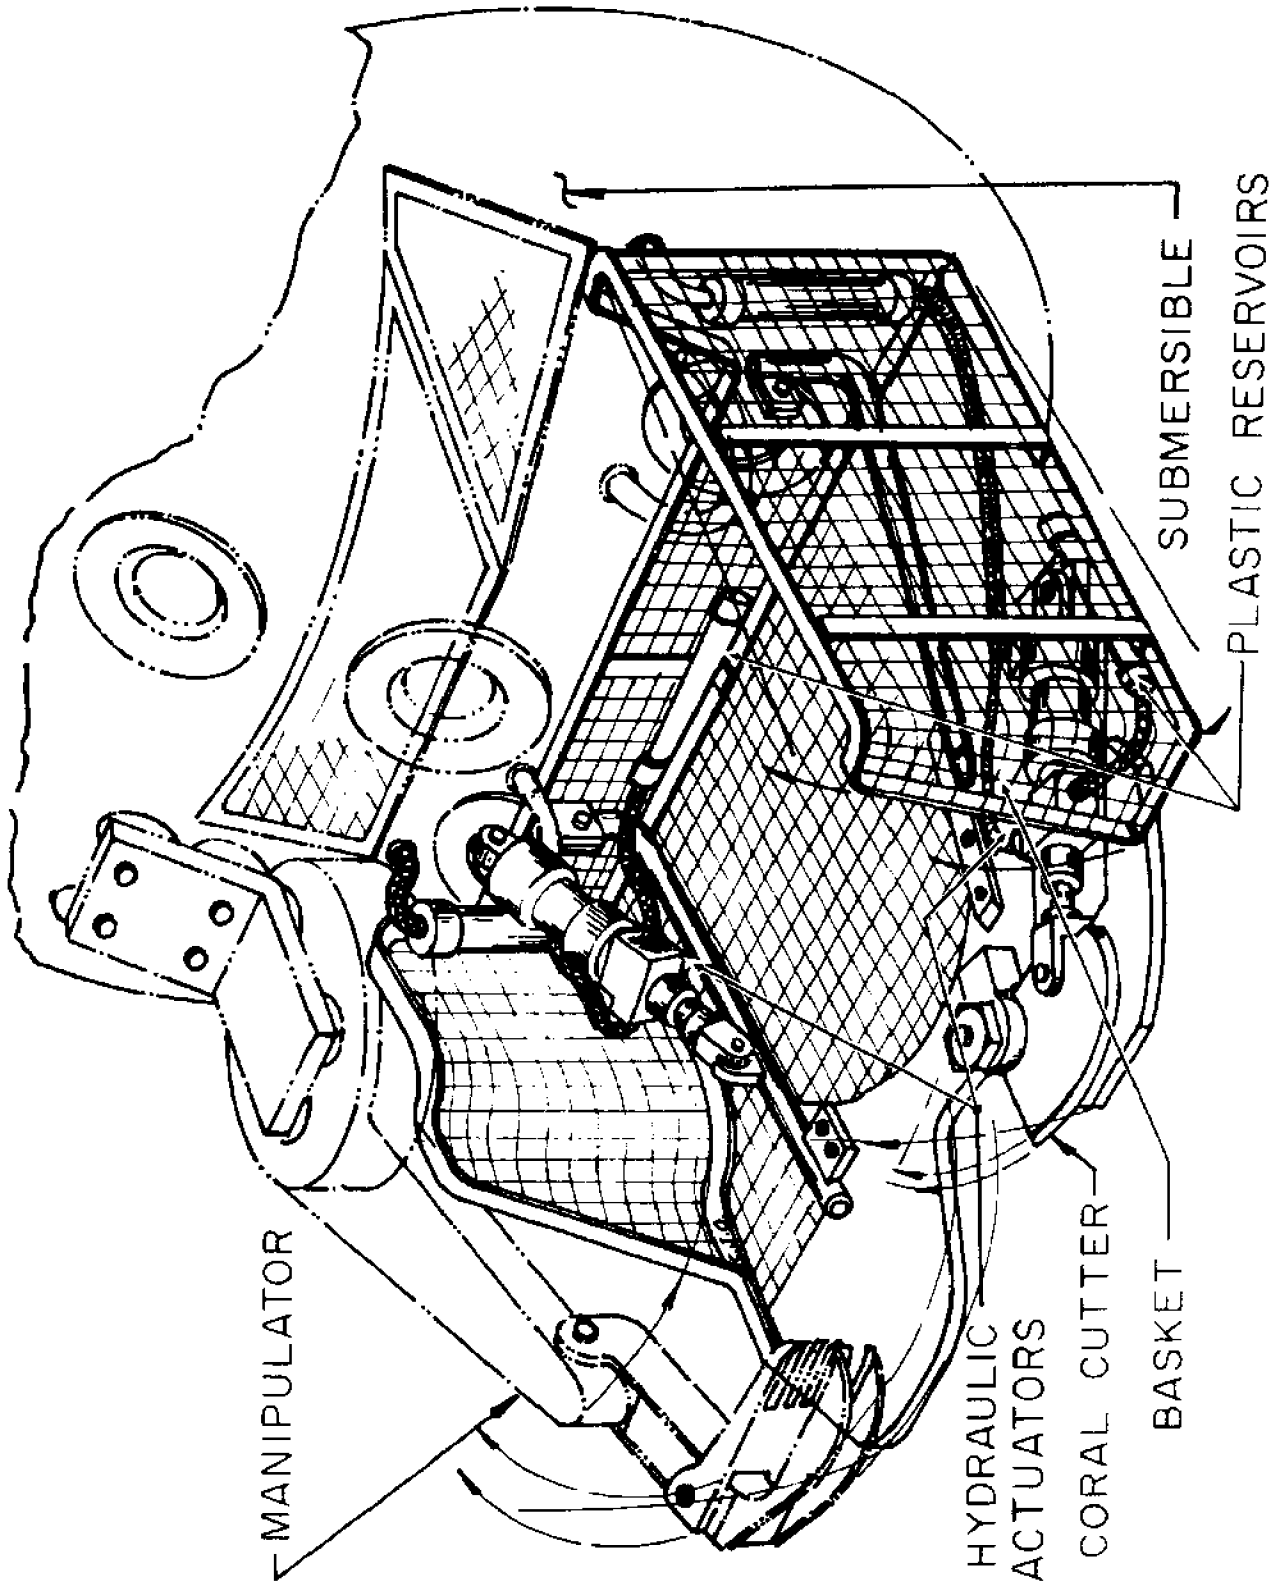 MANIPULATOR
HYDRAULIC
ACTUATORS
CORAL CUTTER
BASKET
SUBMERSIBLE
PLASTIC RESERVOIRS